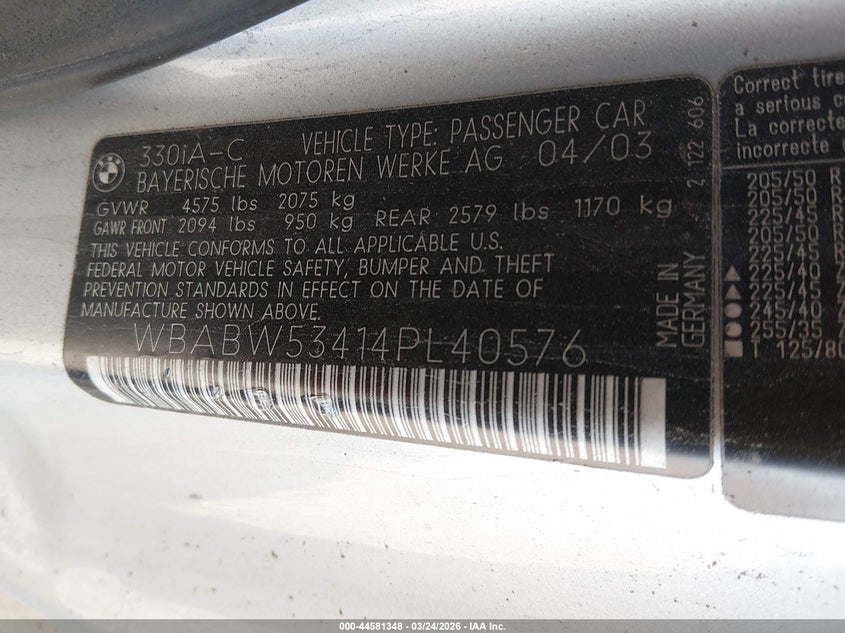 330iA-C VEHICLE TYPE: PASSENGER CAR
BAYERISCHE MOTOREN WERKE AG 04/03
GVWR 4575 lbs 2075 kg
GAWR FRONT 2094 lbs 950 kg REAR 2579 lbs 1170 kg
THIS VEHICLE CONFORMS TO ALL APPLICABLE U.S.
FEDERAL MOTOR VEHICLE SAFETY, BUMPER AND THEFT
PREVENTION STANDARDS IN EFFECT ON THE DATE OF
MANUFACTURE SHOWN ABOVE.
WBABW53414PL40576
MADE IN
GERMANY
2 122 606
Correct tire
a serious
La correcte
incorrecte
205/50 R
205/50 R
225/45 R
205/50 R
225/45 R
▲ 225/40
▲ 225/45
● 245/40
● 255/35
■ T 125/80
000-44581348 | 03/24/2026 | IAA Inc.